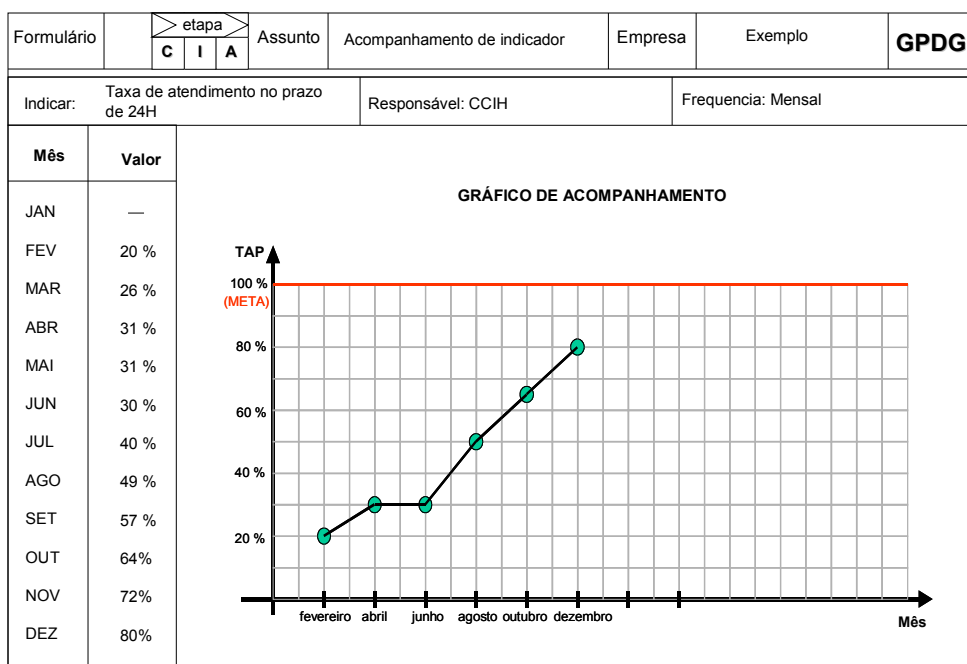 Formulário
etapa
C I A
Assunto
Acompanhamento de indicador
Empresa
Exemplo
GPDG
Indicar:
Taxa de atendimento no prazo
de 24H
Responsável: CCIH
Frequencia: Mensal
Mês Valor
JAN —
FEV 20 %
MAR 26 %
ABR 31 %
MAI 31 %
JUN 30 %
JUL 40 %
AGO 49 %
SET 57 %
OUT 64%
NOV 72%
DEZ 80%
GRÁFICO DE ACOMPANHAMENTO
TAP
100 %
(META)
80 %
60 %
40 %
20 %
fevereiro abril junho agosto outubro dezembro
Mês